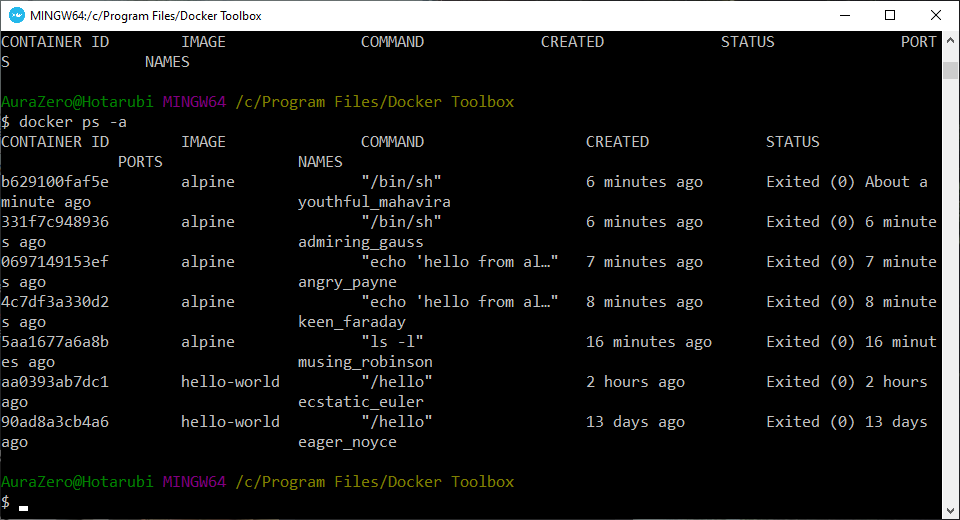 MINGW64:/c/Program Files/Docker Toolbox
CONTAINER ID        IMAGE               COMMAND             CREATED             STATUS              PORT
S               NAMES
AuraZero@Hotarubi MINGW64 /c/Program Files/Docker Toolbox
$ docker ps -a
CONTAINER ID        IMAGE               COMMAND                  CREATED             STATUS
             PORTS               NAMES
b629100faf5e        alpine              "/bin/sh"                6 minutes ago       Exited (0) About a
minute ago                       youthful_mahavira
331f7c948936        alpine              "/bin/sh"                6 minutes ago       Exited (0) 6 minute
s ago                            admiring_gauss
0697149153ef        alpine              "echo 'hello from al…"   7 minutes ago       Exited (0) 7 minute
s ago                            angry_payne
4c7df3a330d2        alpine              "echo 'hello from al…"   8 minutes ago       Exited (0) 8 minute
s ago                            keen_faraday
5aa1677a6a8b        alpine              "ls -l"                  16 minutes ago      Exited (0) 16 minut
es ago                           musing_robinson
aa0393ab7dc1        hello-world         "/hello"                 2 hours ago         Exited (0) 2 hours
ago                              ecstatic_euler
90ad8a3cb4a6        hello-world         "/hello"                 13 days ago         Exited (0) 13 days
ago                              eager_noyce
AuraZero@Hotarubi MINGW64 /c/Program Files/Docker Toolbox
$